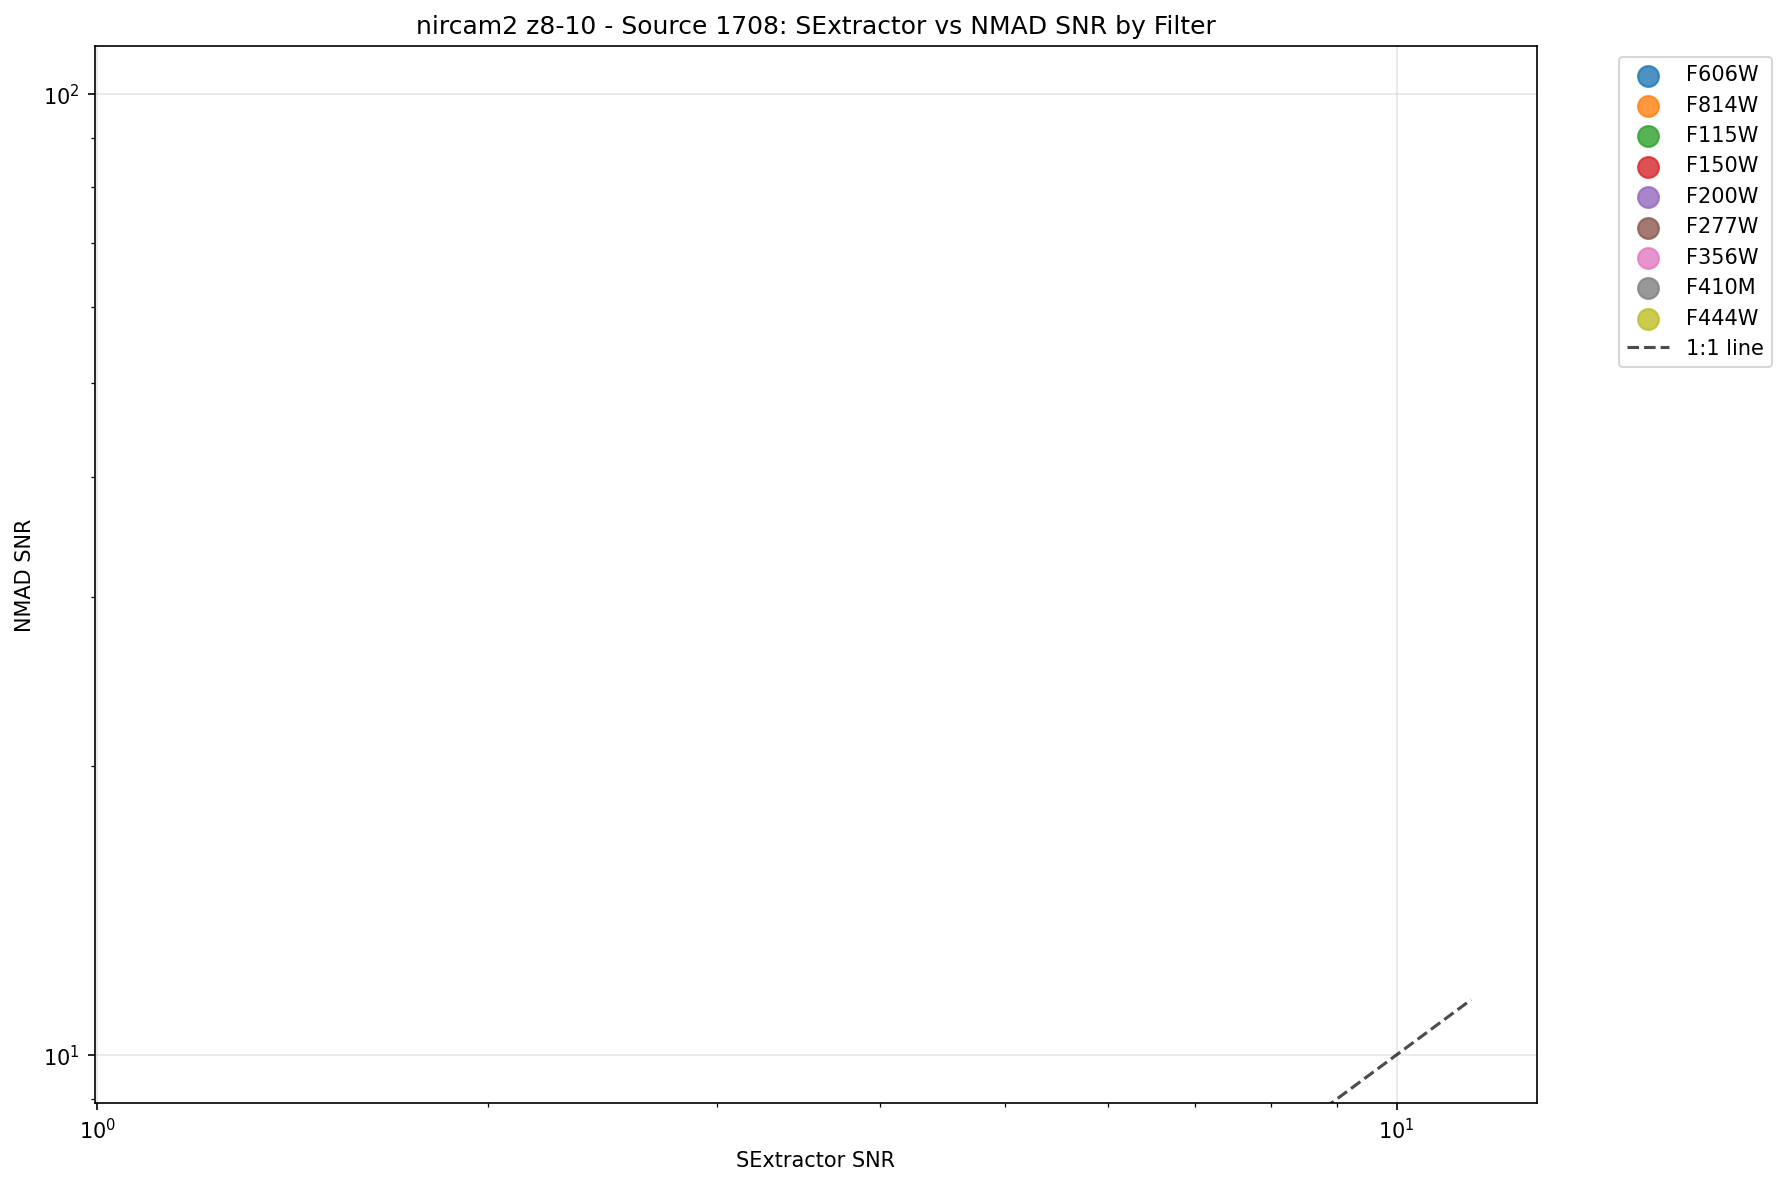 nircam2 z8-10 - Source 1708: SExtractor vs NMAD SNR by Filter
10²
10¹
NMAD SNR
10⁰
10¹
SExtractor SNR
F606W
F814W
F115W
F150W
F200W
F277W
F356W
F410M
F444W
1:1 line